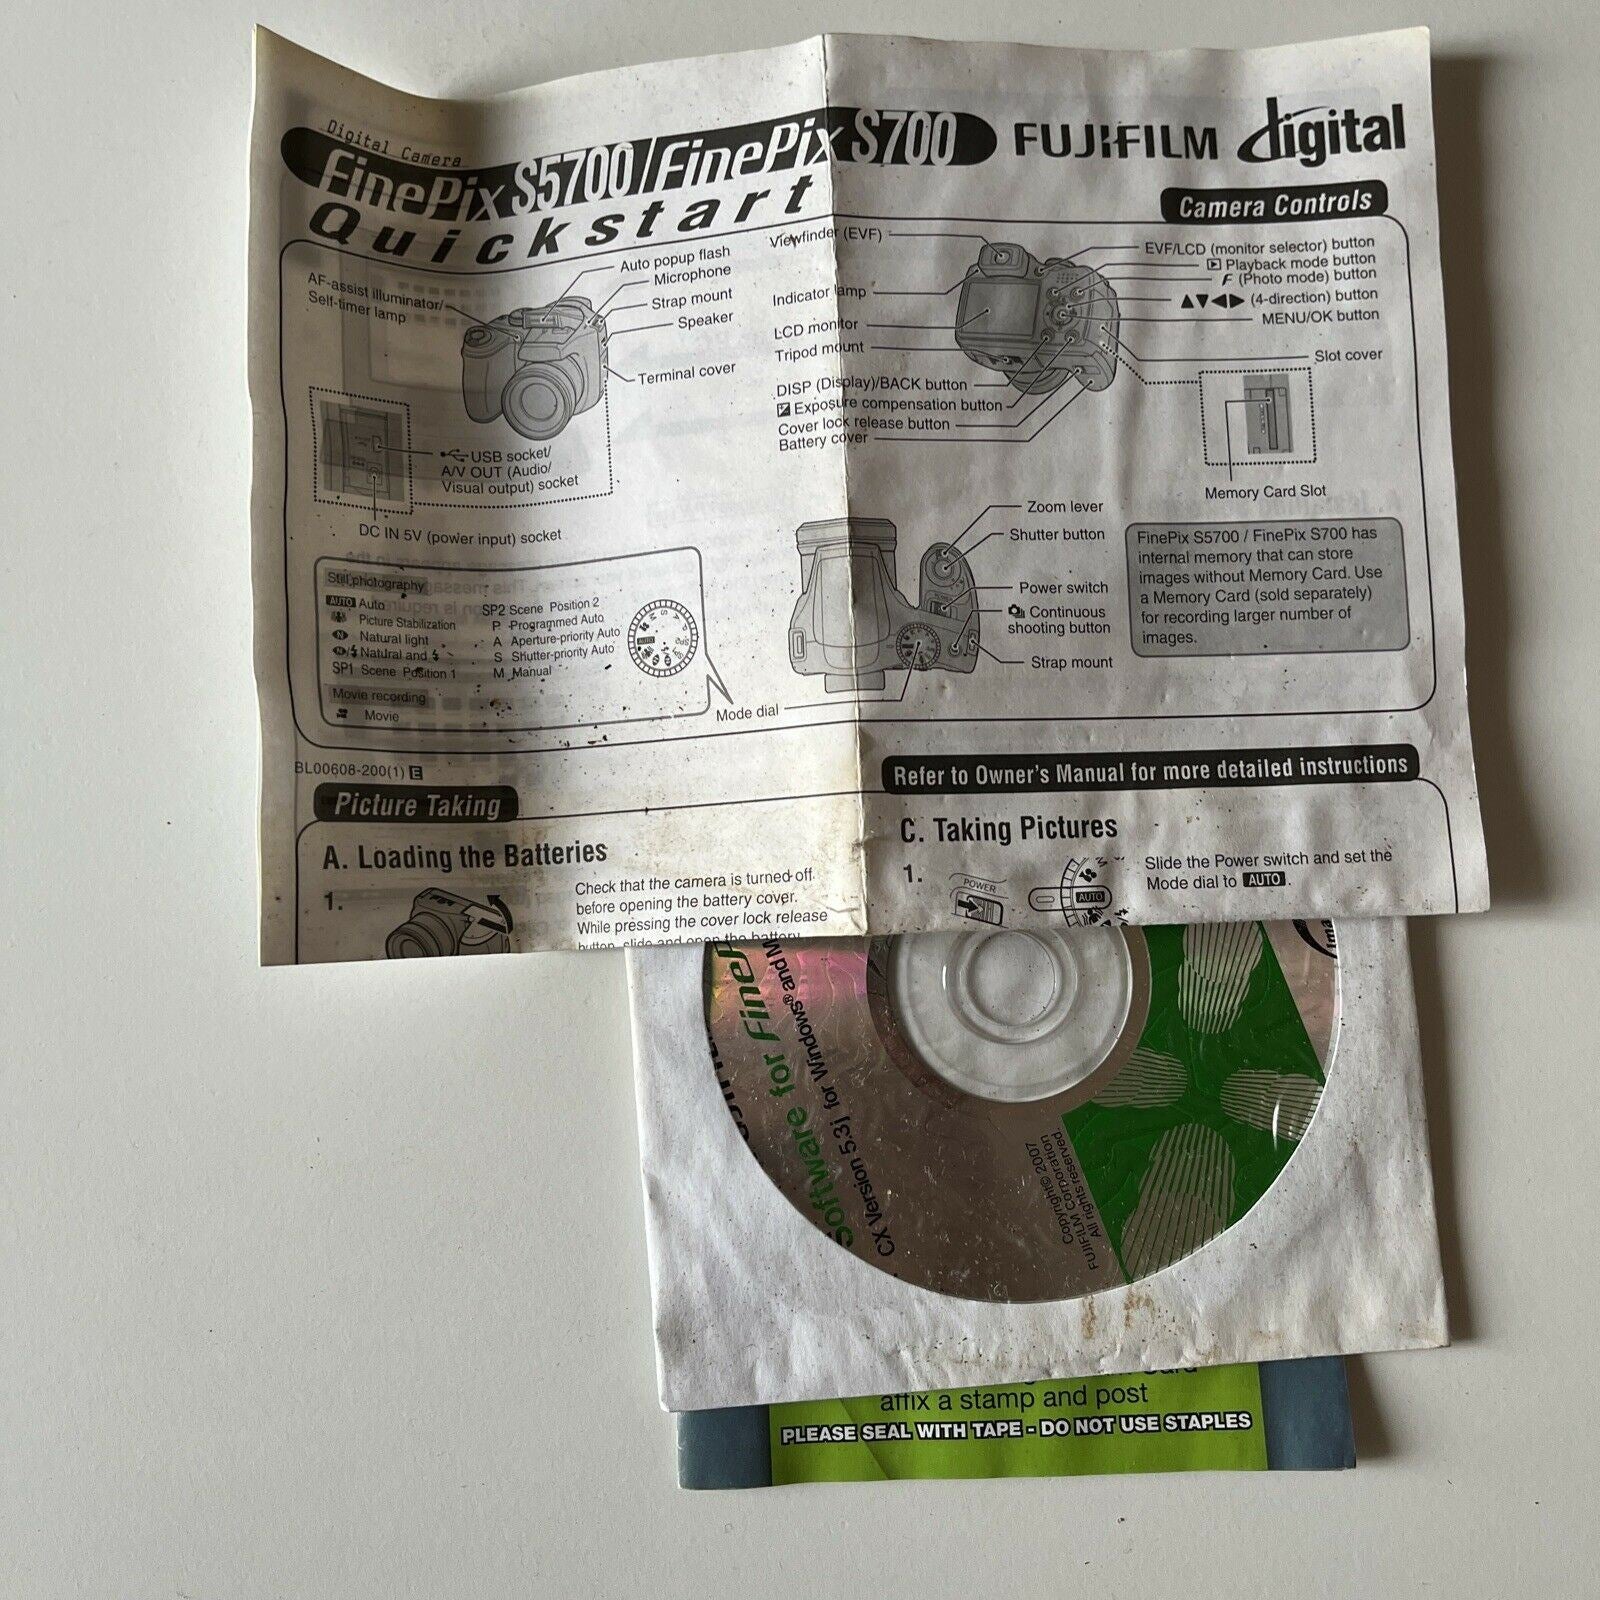 Digital Camera
FinePix S5700/FinePix S700 FUJIFILM digital
Quickstart
Camera Controls
AF-assist illuminator/
Self-timer lamp
Auto popup flash
Microphone
Strap mount
Speaker
Terminal cover
USB socket/
A/V OUT (Audio/
Visual output) socket
DC IN 5V (power input) socket
Viewfinder (EVF)
Indicator lamp
LCD monitor
Tripod mount
DISP (Display)/BACK button
Exposure compensation button
Cover lock release button
Battery cover
EVF/LCD (monitor selector) button
Playback mode button
F (Photo mode) button
▲▼◀▶ (4-direction) button
MENU/OK button
Slot cover
Memory Card Slot
Still photography
AUTO Auto
Picture Stabilization
Natural light
Natural and
SP1 Scene Position 1
SP2 Scene Position 2
P Programmed Auto
A Aperture-priority Auto
S Shutter-priority Auto
M Manual
Movie recording
Movie
Mode dial
Zoom lever
Shutter button
Power switch
Continuous
shooting button
Strap mount
FinePix S5700 / FinePix S700 has
internal memory that can store
images without Memory Card. Use
a Memory Card (sold separately)
for recording larger number of
images.
BL00608-200(1) E
Refer to Owner's Manual for more detailed instructions
Picture Taking
A. Loading the Batteries
1.
Check that the camera is turned off
before opening the battery cover.
While pressing the cover lock release
button, slide and open the battery
C. Taking Pictures
1.
POWER
AUTO
Slide the Power switch and set the
Mode dial to AUTO.
Software for FineP
CX Version 5.3) for Windows® and M
Copyright© 2007
FUJIFILM Corporation
All rights reserved.
Ima
affix a stamp and post
PLEASE SEAL WITH TAPE - DO NOT USE STAPLES